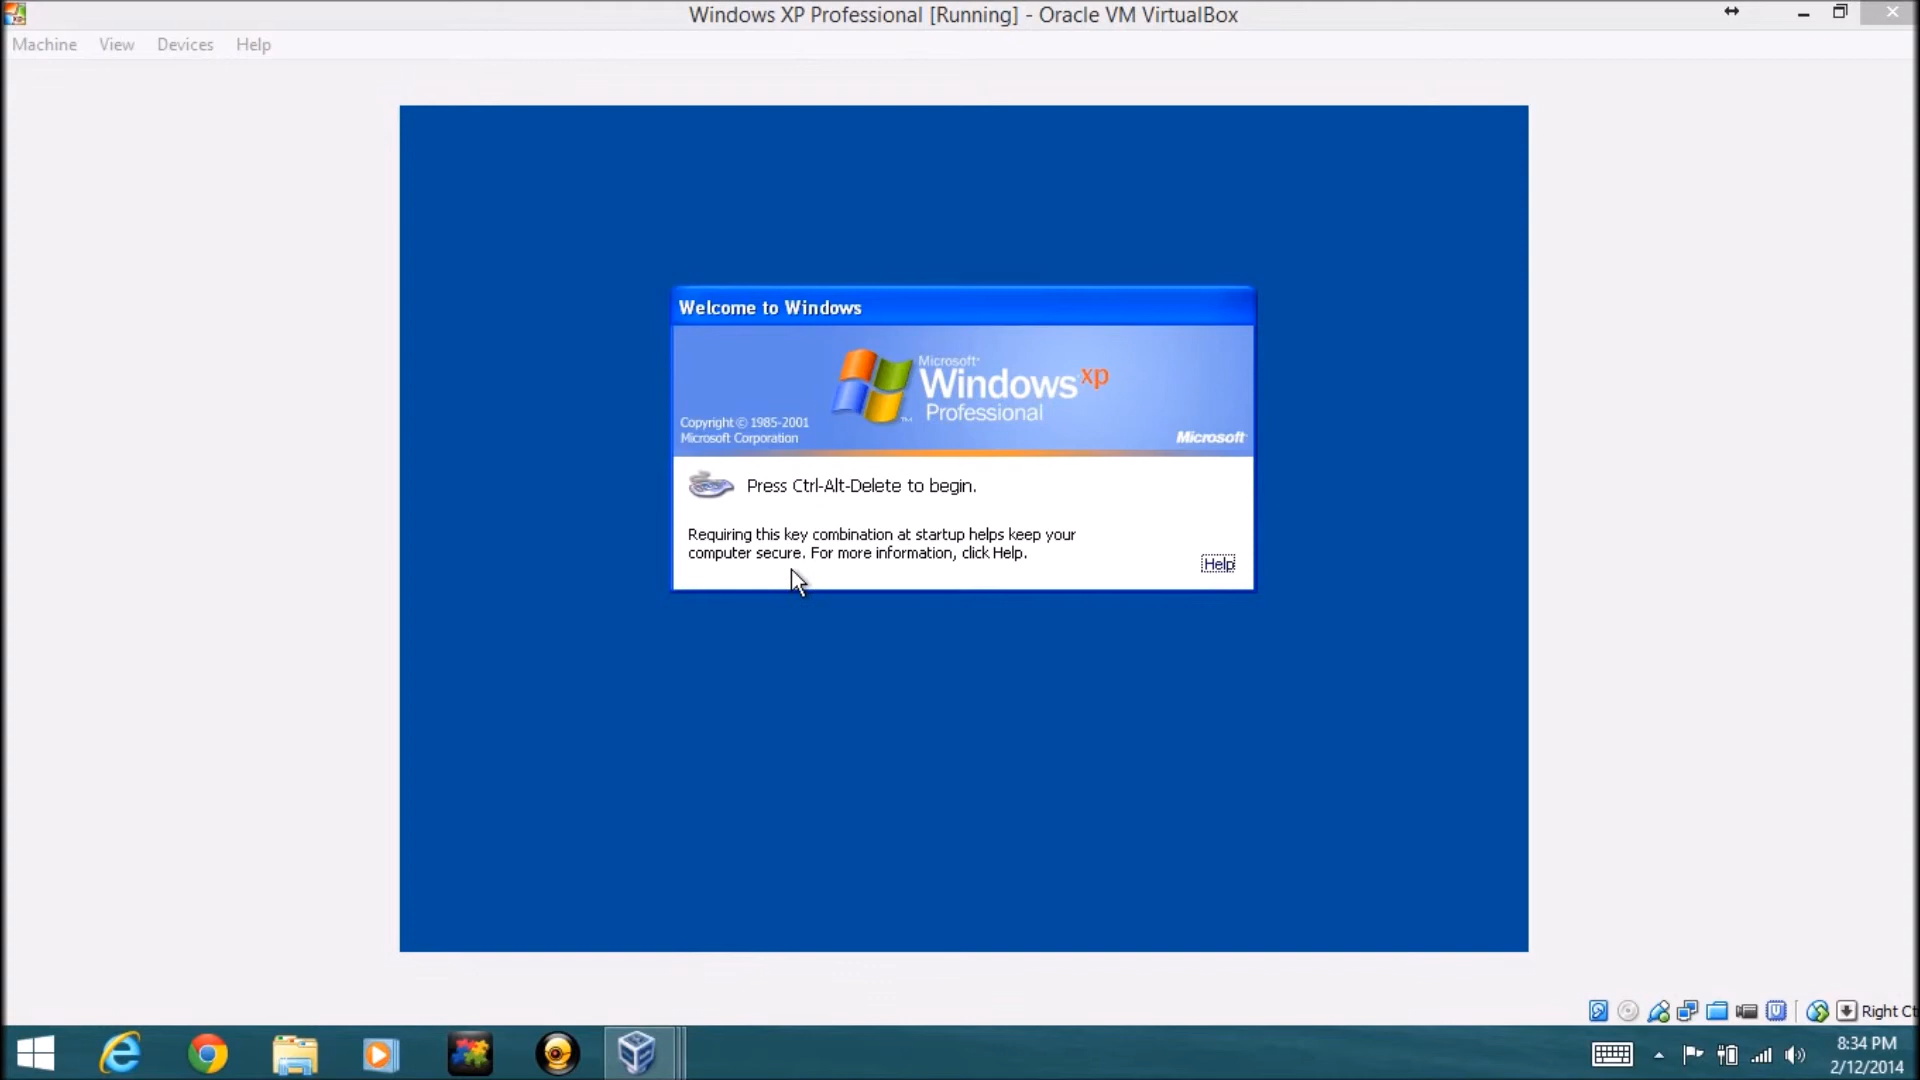 Windows XP Professional [Running] - Oracle VM VirtualBox
Machine View Devices Help
Welcome to Windows
Microsoft
Windows xp
Professional
Copyright © 1985-2001
Microsoft Corporation
Microsoft
Press Ctrl-Alt-Delete to begin.
Requiring this key combination at startup helps keep your
computer secure. For more information, click Help.
Help
Right Ct
8:34 PM
2/12/2014